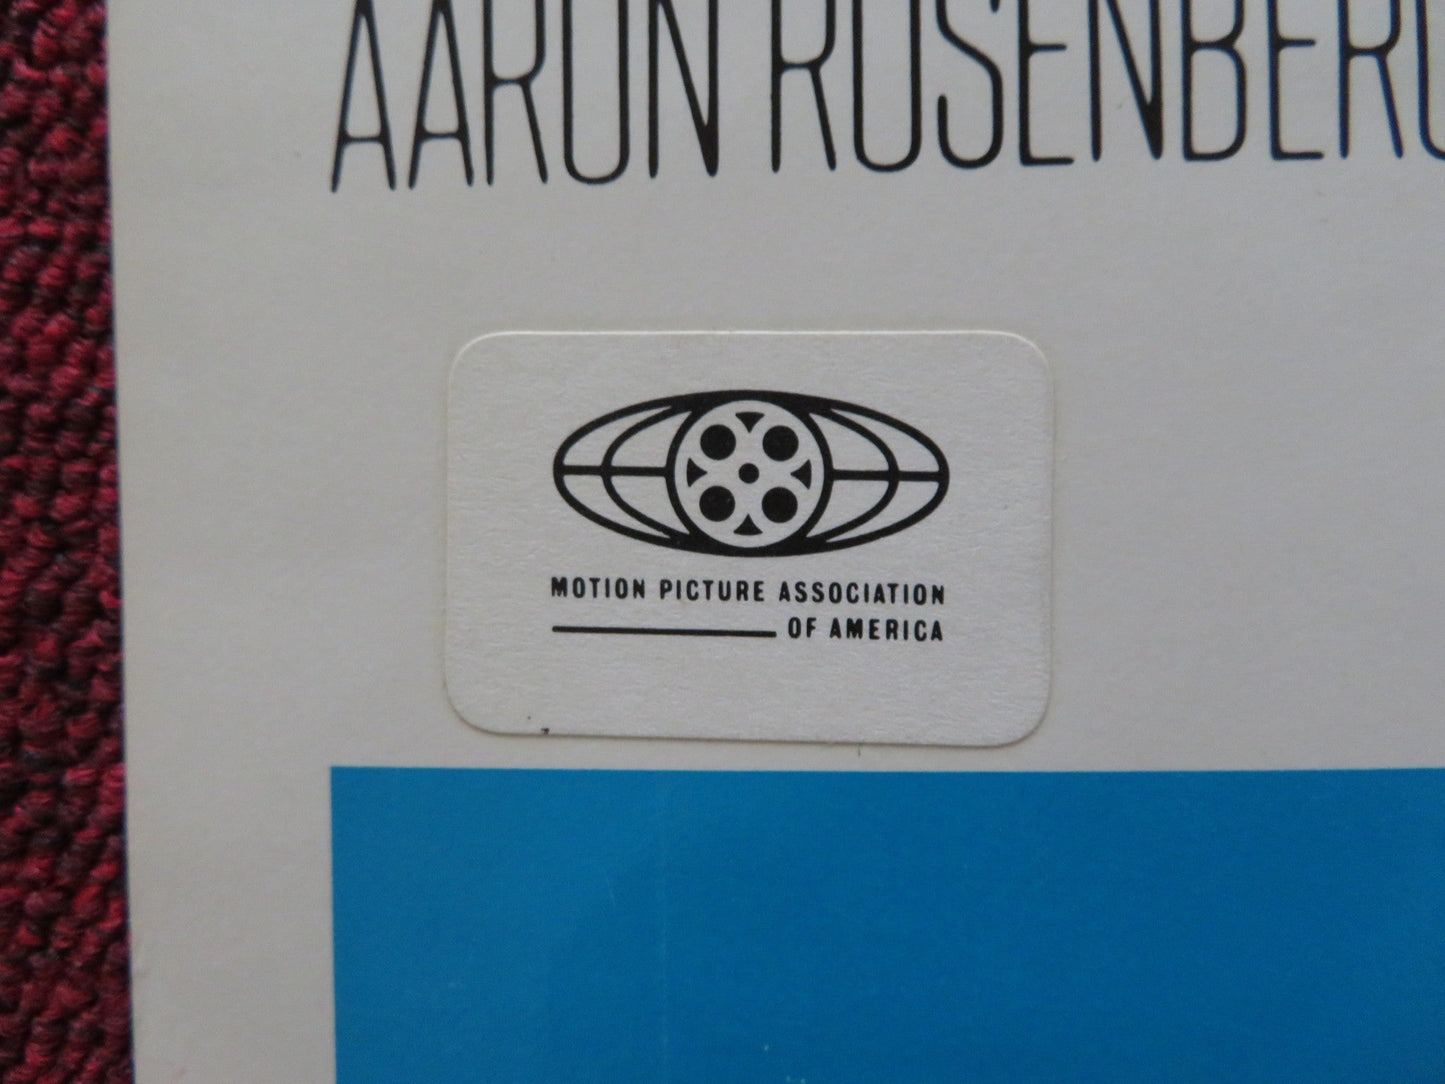 AARON ROSENBERG
MOTION PICTURE ASSOCIATION
OF AMERICA